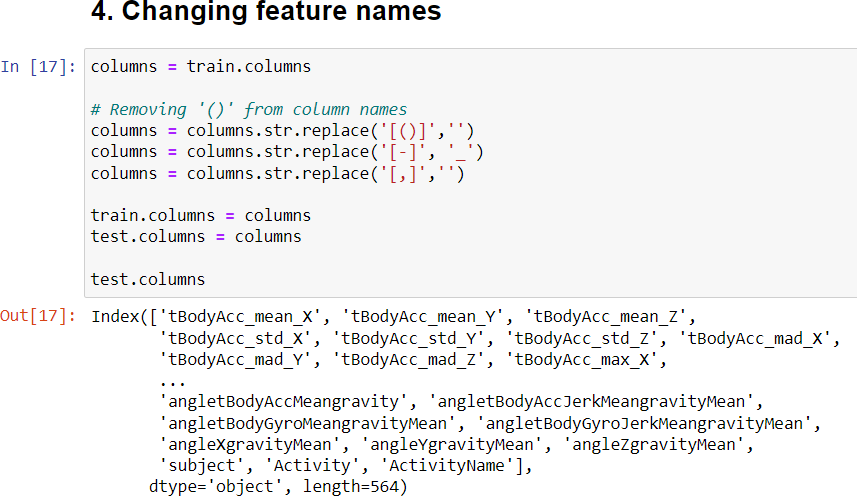 4. Changing feature names
In [17]: columns = train.columns
# Removing '()' from column names
columns = columns.str.replace('[()]','')
columns = columns.str.replace('[-]', '_')
columns = columns.str.replace('[,]','')
train.columns = columns
test.columns = columns
test.columns
Out[17]: Index(['tBodyAcc_mean_X', 'tBodyAcc_mean_Y', 'tBodyAcc_mean_Z',
'tBodyAcc_std_X', 'tBodyAcc_std_Y', 'tBodyAcc_std_Z', 'tBodyAcc_mad_X',
'tBodyAcc_mad_Y', 'tBodyAcc_mad_Z', 'tBodyAcc_max_X',
...
'angletBodyAccMeangravity', 'angletBodyAccJerkMeangravityMean',
'angletBodyGyroMeangravityMean', 'angletBodyGyroJerkMeangravityMean',
'angleXgravityMean', 'angleYgravityMean', 'angleZgravityMean',
'subject', 'Activity', 'ActivityName'],
dtype='object', length=564)